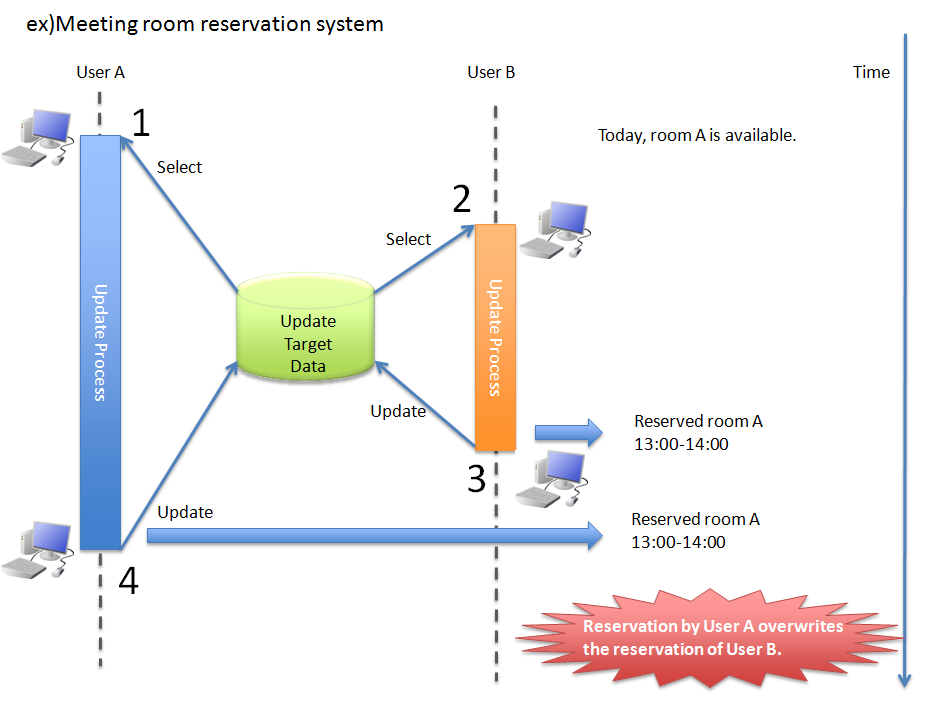 ex)Meeting room reservation system
User A
User B
Time
1
Today, room A is available.
Select
2
Select
Update Process
Update
Target
Data
Update Process
Update
Reserved room A
13:00-14:00
3
Update
Reserved room A
13:00-14:00
4
Reservation by User A overwrites
the reservation of User B.